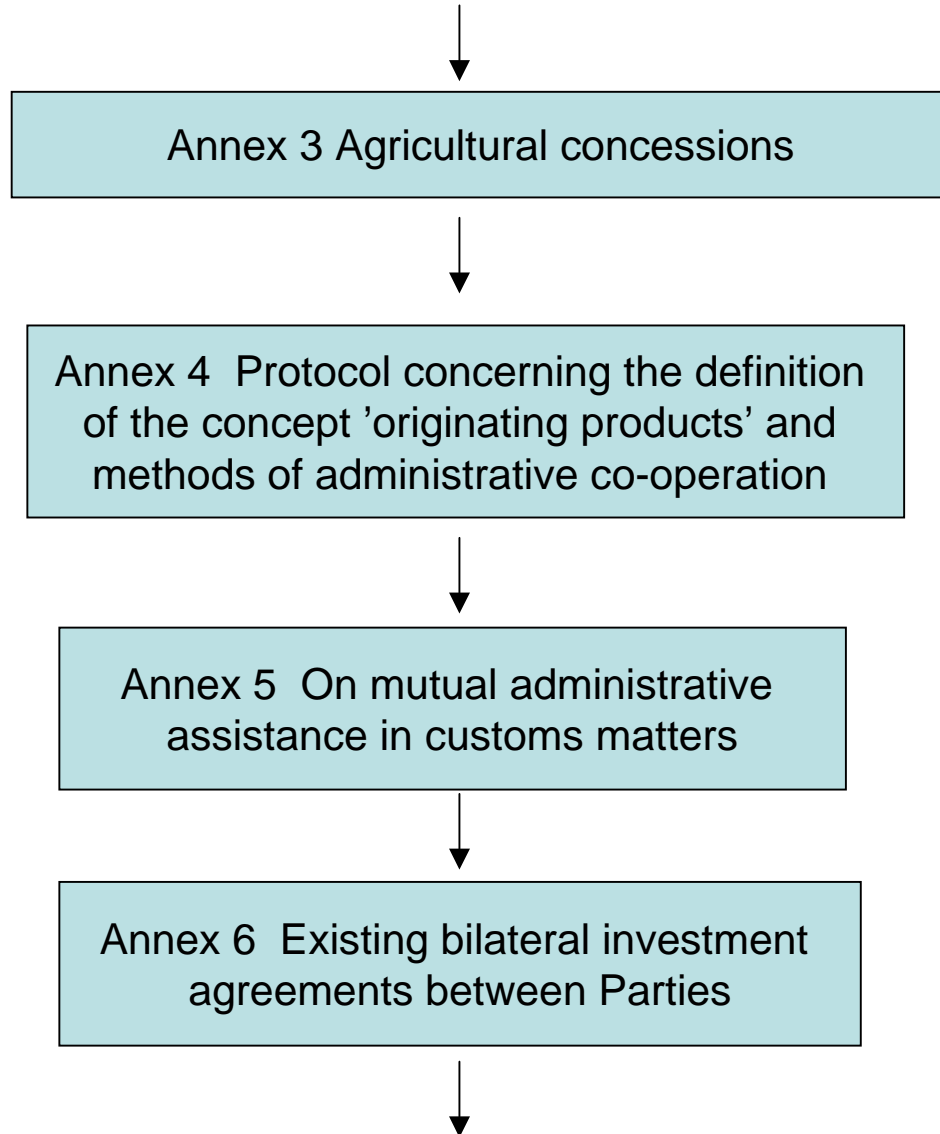 Annex 3 Agricultural concessions
Annex 4  Protocol concerning the definition
of the concept ’originating products’ and
methods of administrative co-operation
Annex 5  On mutual administrative
assistance in customs matters
Annex 6  Existing bilateral investment
agreements between Parties